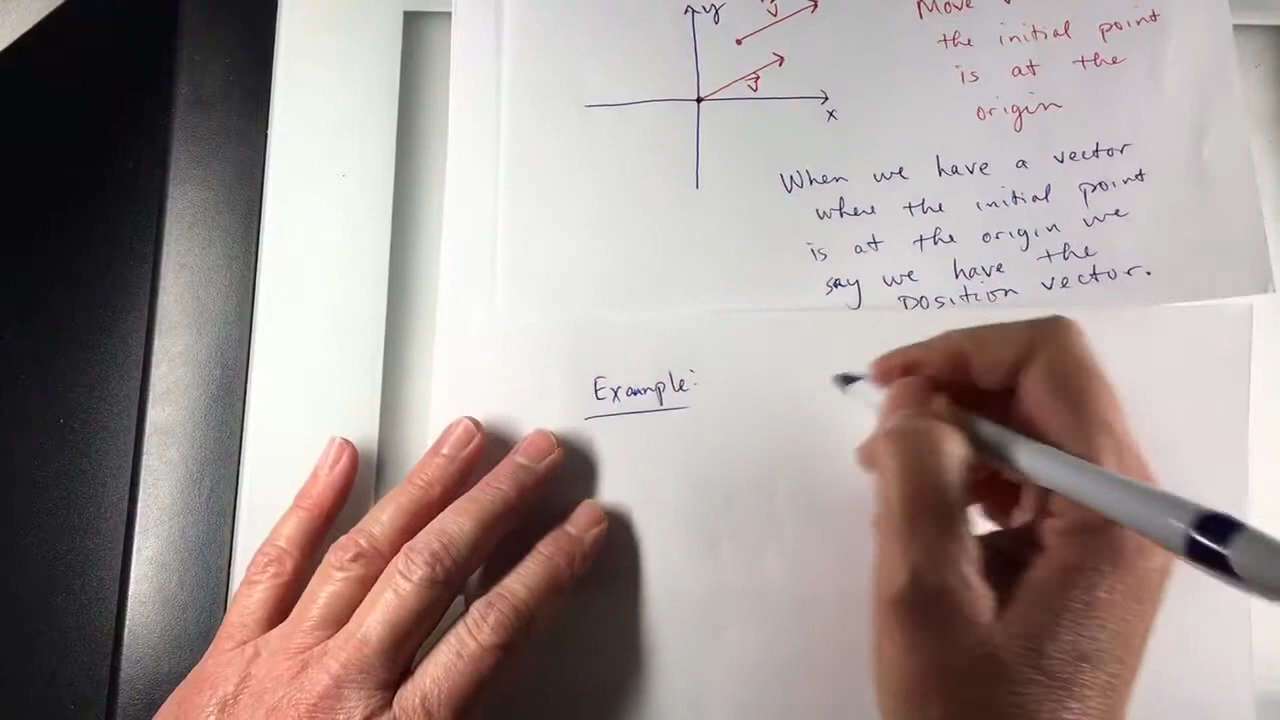 y
v
v
x
Move
the initial point
is at the
origin
When we have a vector
where the initial point
is at the origin we
say we have the
position vector.
Example: